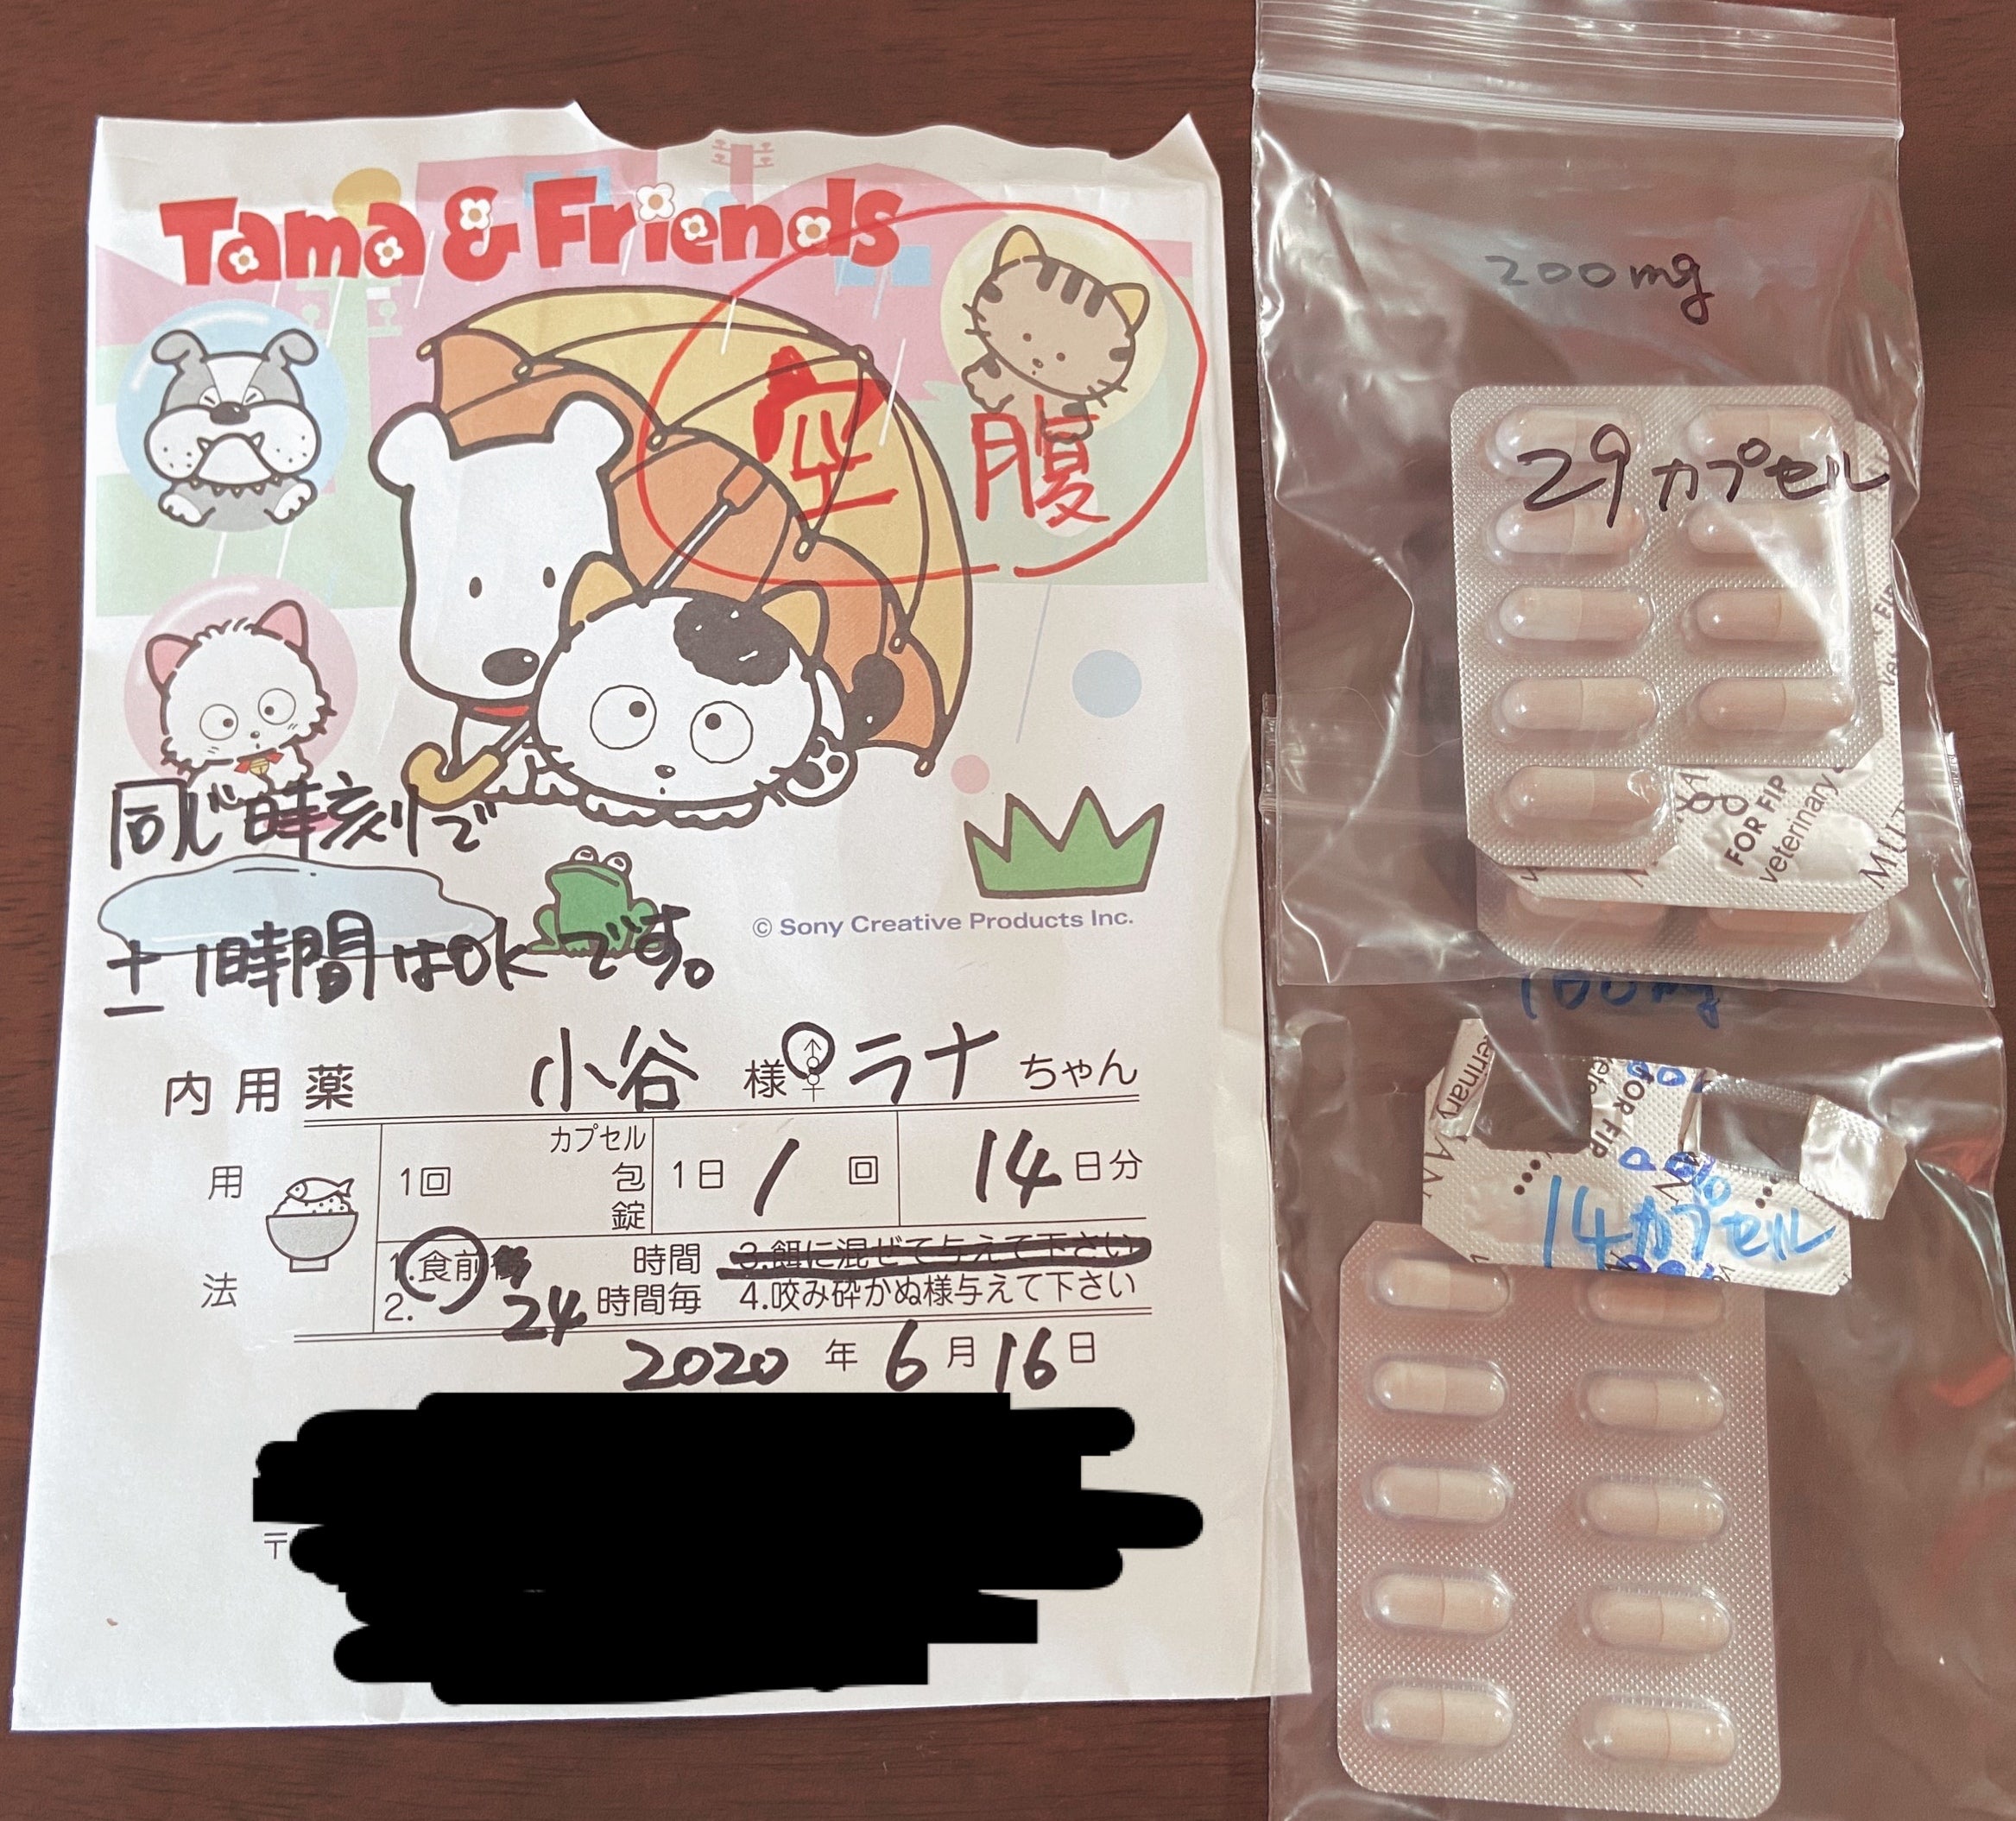 Tama & Friends
空腹
同じ時刻で
± 1時間はOKです。
© Sony Creative Products Inc.
内用薬 小谷 様 ♂♀ ラナ ちゃん
用法
1回 カプセル 包 錠
1日 1 回
14日分
1.食前後 時間
2. 24 時間毎
3.餌に混ぜて与えて下さい
4.咬み砕かぬ様与えて下さい
2020 年 6 月 16 日
〒
200mg
29カプセル
FOR FIP
veterinary
100mg
FOR FIP
14カプセル